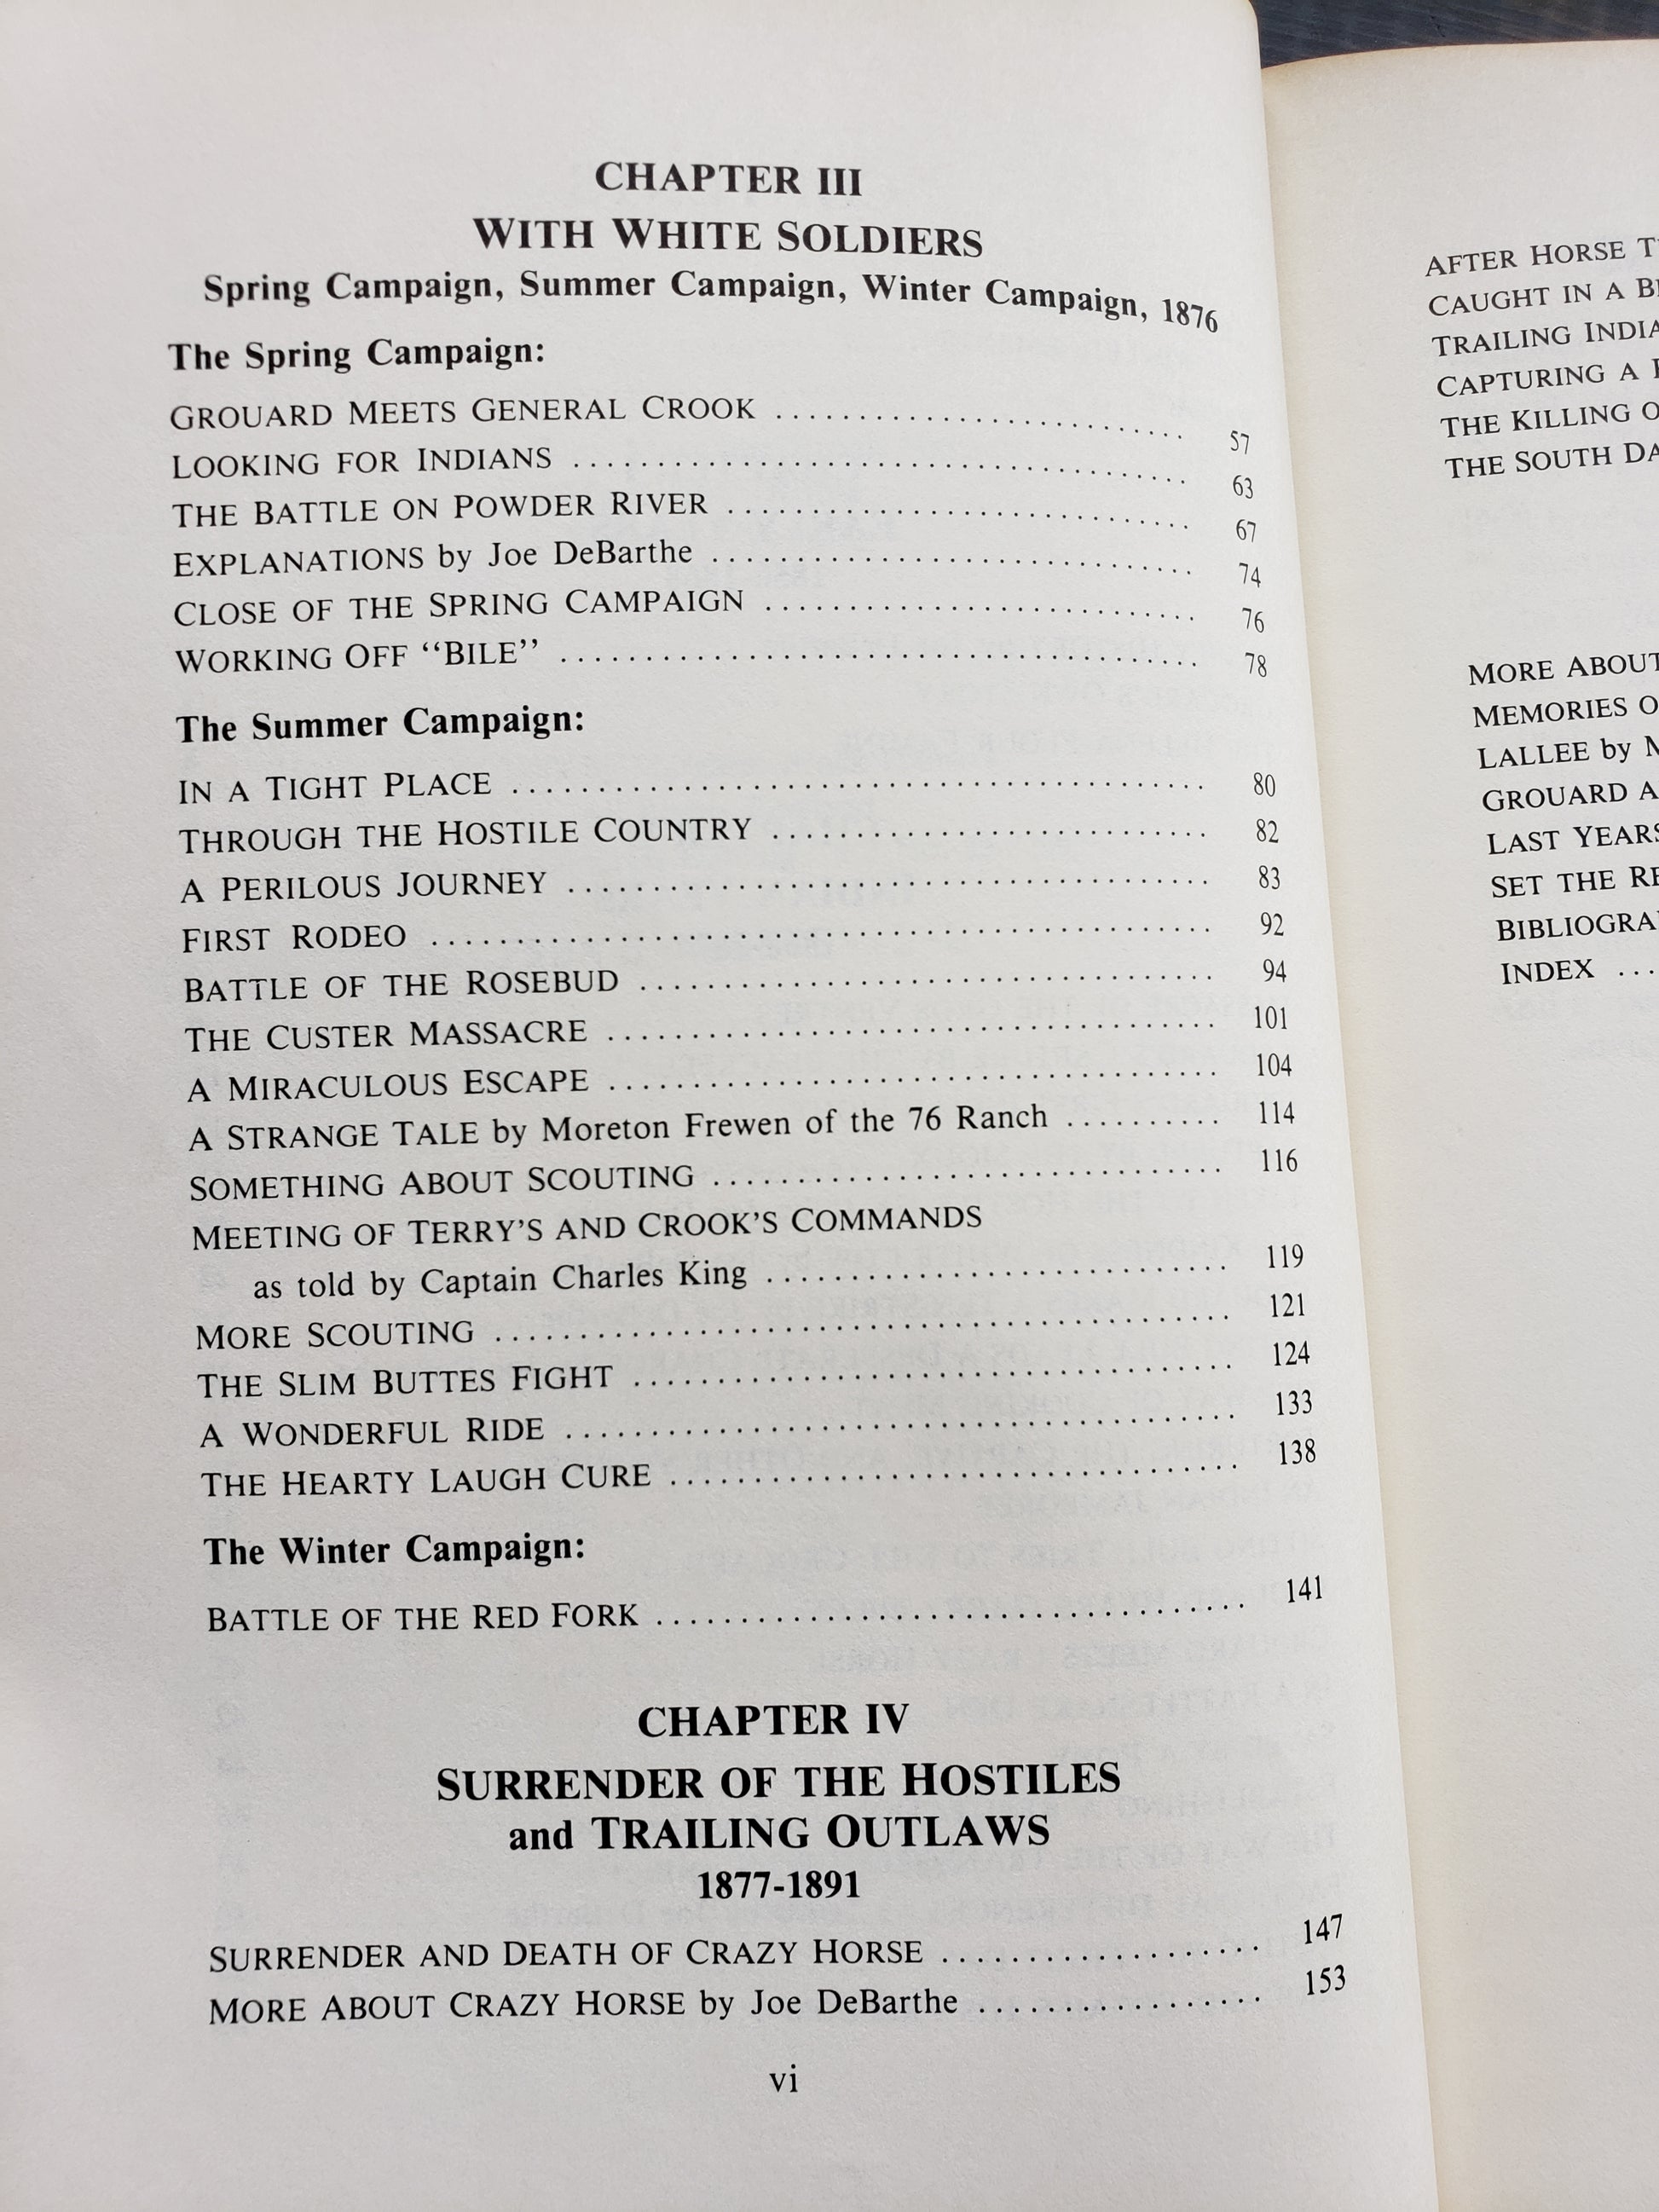 CHAPTER III
WITH WHITE SOLDIERS
Spring Campaign, Summer Campaign, Winter Campaign, 1876
The Spring Campaign:
GROUARD MEETS GENERAL CROOK .............................. 57
LOOKING FOR INDIANS .............................. 63
THE BATTLE ON POWDER RIVER .............................. 67
EXPLANATIONS by Joe DeBarthe .............................. 74
CLOSE OF THE SPRING CAMPAIGN .............................. 76
WORKING OFF “BILE” .............................. 78
The Summer Campaign:
IN A TIGHT PLACE .............................. 80
THROUGH THE HOSTILE COUNTRY .............................. 82
A PERILOUS JOURNEY .............................. 83
FIRST RODEO .............................. 92
BATTLE OF THE ROSEBUD .............................. 94
THE CUSTER MASSACRE .............................. 101
A MIRACULOUS ESCAPE .............................. 104
A STRANGE TALE by Moreton Frewen of the 76 Ranch .......... 114
SOMETHING ABOUT SCOUTING .............................. 116
MEETING OF TERRY’S AND CROOK’S COMMANDS
as told by Captain Charles King .............................. 119
MORE SCOUTING .............................. 121
THE SLIM BUTTES FIGHT .............................. 124
A WONDERFUL RIDE .............................. 133
THE HEARTY LAUGH CURE .............................. 138
The Winter Campaign:
BATTLE OF THE RED FORK .............................. 141
CHAPTER IV
SURRENDER OF THE HOSTILES
and TRAILING OUTLAWS
1877-1891
SURRENDER AND DEATH OF CRAZY HORSE ................... 147
MORE ABOUT CRAZY HORSE by Joe DeBarthe ................. 153
vi
AFTER HORSE
CAUGHT IN A
TRAILING
CAPTURING A
THE KILLING
THE SOUTH
MORE ABOUT
MEMORIES
LALLEE by
GROUARD
LAST YEARS
SET THE
INDEX ...